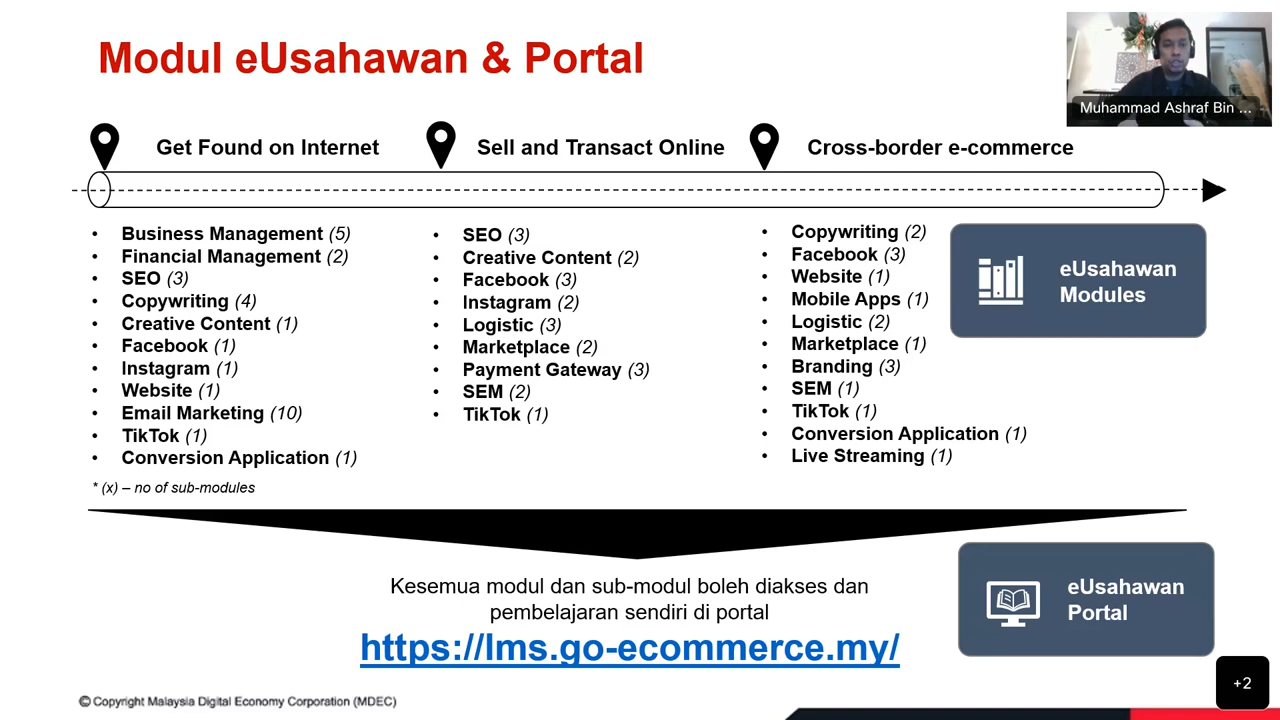 Modul eUsahawan & Portal
Muhammad Ashraf Bin ...
Get Found on Internet
Sell and Transact Online
Cross-border e-commerce
• Business Management (5)
• Financial Management (2)
• SEO (3)
• Copywriting (4)
• Creative Content (1)
• Facebook (1)
• Instagram (1)
• Website (1)
• Email Marketing (10)
• TikTok (1)
• Conversion Application (1)
* (x) – no of sub-modules
• SEO (3)
• Creative Content (2)
• Facebook (3)
• Instagram (2)
• Logistic (3)
• Marketplace (2)
• Payment Gateway (3)
• SEM (2)
• TikTok (1)
• Copywriting (2)
• Facebook (3)
• Website (1)
• Mobile Apps (1)
• Logistic (2)
• Marketplace (1)
• Branding (3)
• SEM (1)
• TikTok (1)
• Conversion Application (1)
• Live Streaming (1)
eUsahawan
Modules
Kesemua modul dan sub-modul boleh diakses dan
pembelajaran sendiri di portal
https://lms.go-ecommerce.my/
eUsahawan
Portal
+2
© Copyright Malaysia Digital Economy Corporation (MDEC)